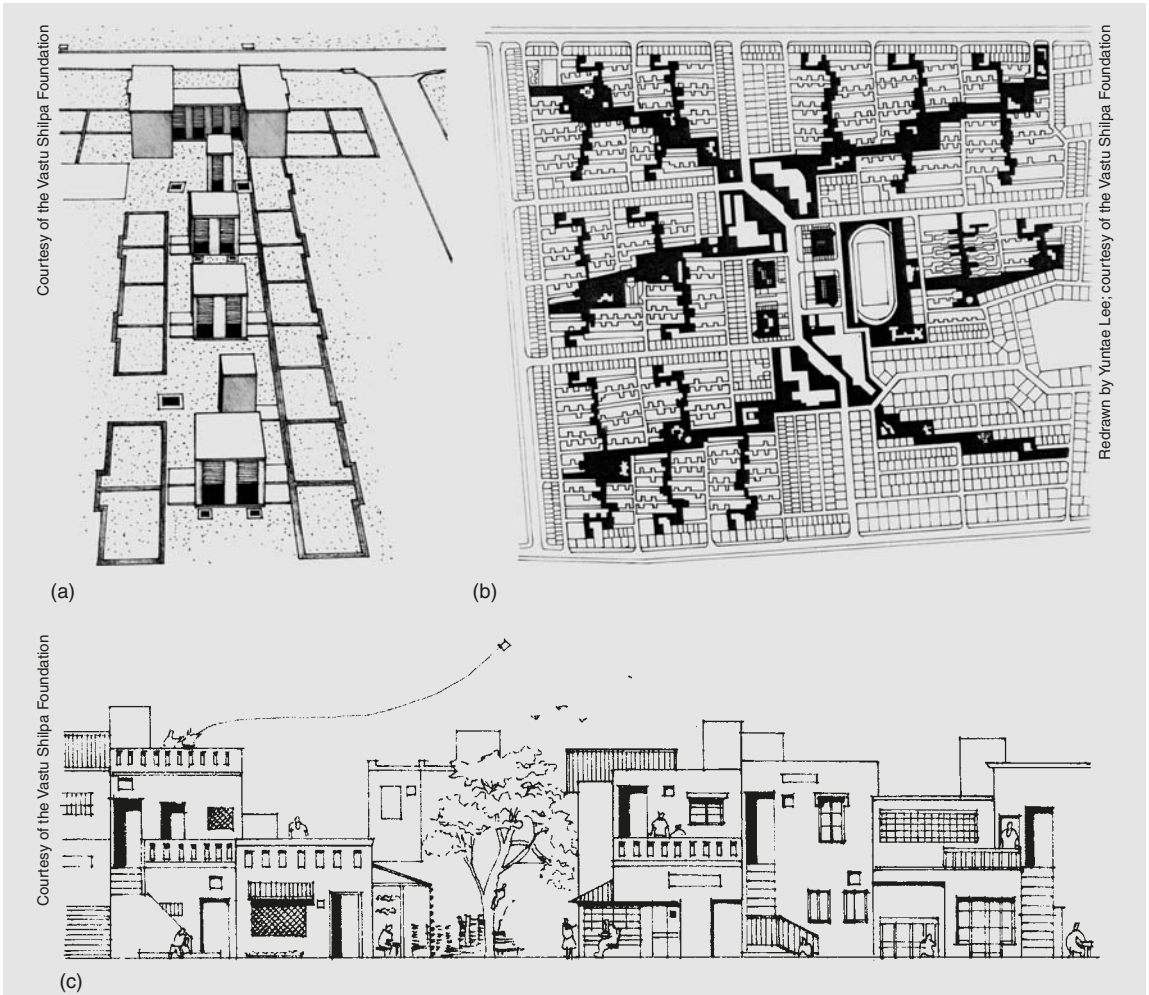 Courtesy of the Vastu Shilpa Foundation
Redrawn by Yuntae Lee; courtesy of the Vastu Shilpa Foundation
(a)
(b)
Courtesy of the Vastu Shilpa Foundation
(c)